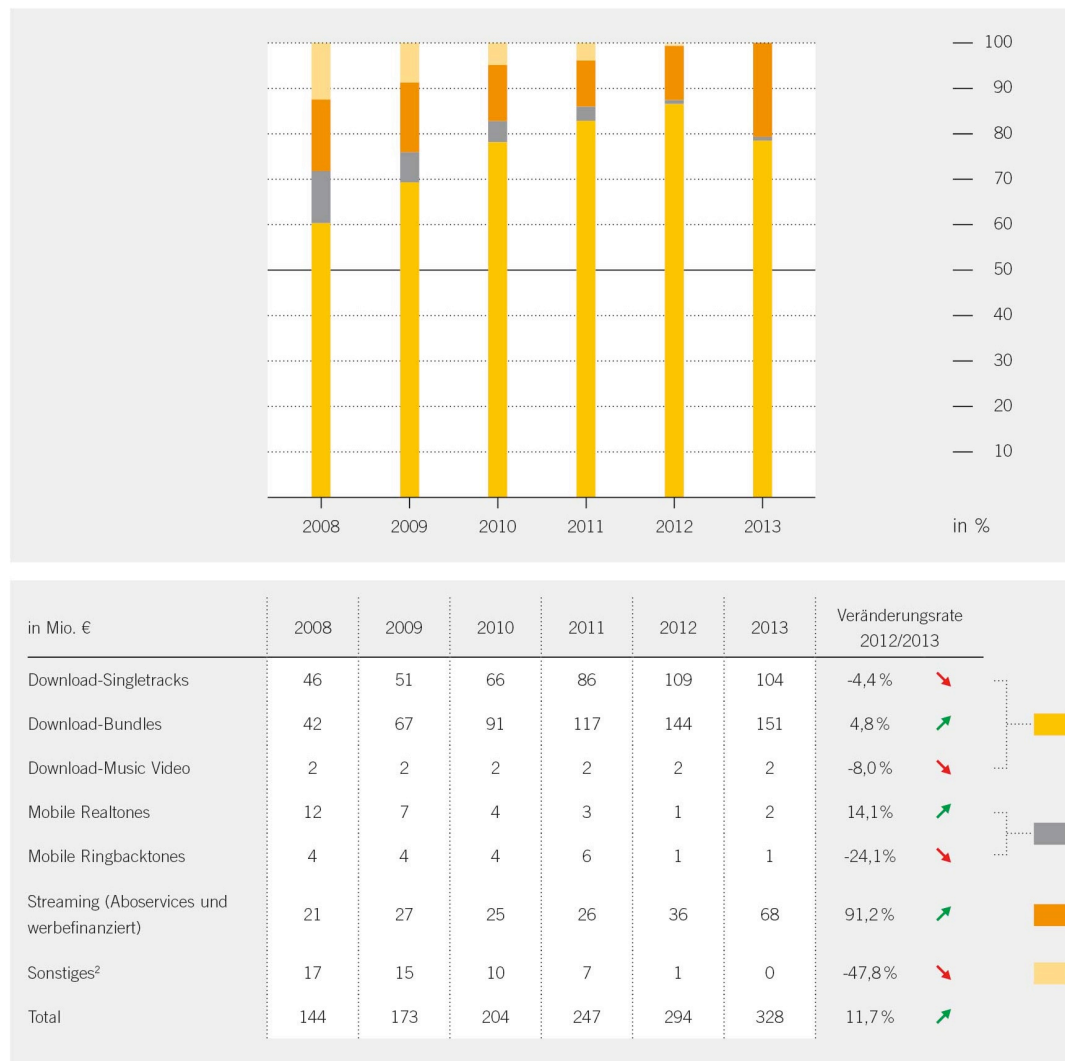 100
90
80
70
60
50
40
30
20
10
2008 2009 2010 2011 2012 2013 in %
in Mio. € 2008 2009 2010 2011 2012 2013 Veränderungsrate
2012/2013
Download-Singletracks 46 51 66 86 109 104 -4,4 %
Download-Bundles 42 67 91 117 144 151 4,8 %
Download-Music Video 2 2 2 2 2 2 -8,0 %
Mobile Realtones 12 7 4 3 1 2 14,1 %
Mobile Ringbacktones 4 4 4 6 1 1 -24,1 %
Streaming (Aboservices und
werbefinanziert) 21 27 25 26 36 68 91,2 %
Sonstiges² 17 15 10 7 1 0 -47,8 %
Total 144 173 204 247 294 328 11,7 %